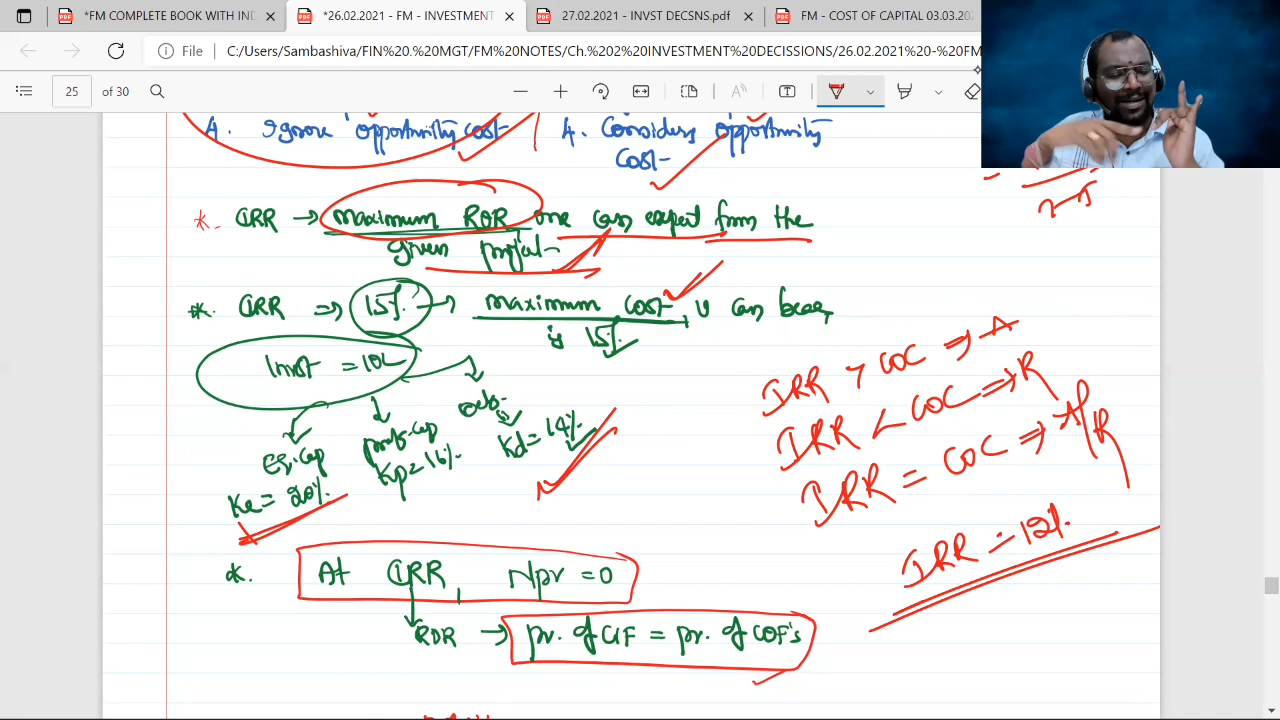 *FM COMPLETE BOOK WITH IND
*26.02.2021 - FM - INVESTMENT
27.02.2021 - INVST DECSNS.pdf
FM - COST OF CAPITAL 03.03.20
File
C:/Users/Sambashiva/FIN%20.%20MGT/FM%20NOTES/Ch.%202%20INVESTMENT%20DECISSIONS/26.02.2021%20-%20FM
25 of 30
4. Ignore opportunity cost
4. Considers opportunity
cost
*. IRR → maximum ROR one can expect from the
given
* IRR ⇒ 15% → maximum cost, v can bear,
is 15%
Invst = 10L
Eq. Cap
Ke = 20%
pref. cap
Kp = 16%
Kd = 14%
IRR > COC ⇒ A
IRR < COC ⇒ R
IRR = COC ⇒ A/R
IRR = 12%
*. At IRR, Npv = 0
RDR → pv. of CIF = pv. of COF's